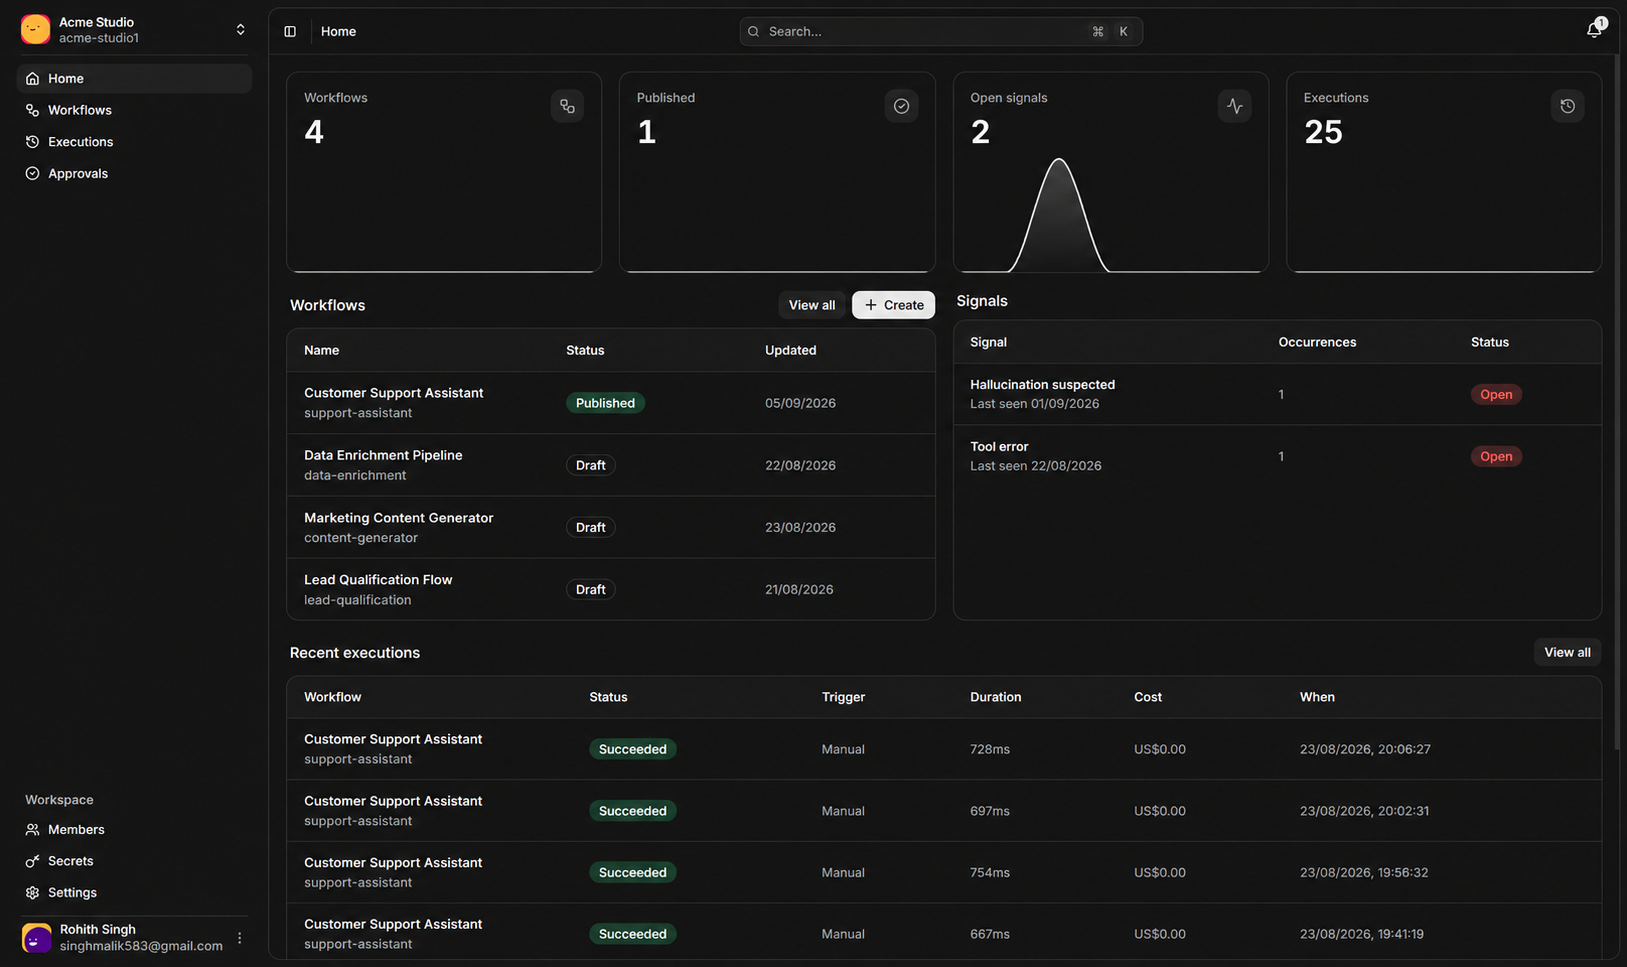 Acme Studio
acme-studio1
Home
Workflows
Executions
Approvals
Workspace
Members
Secrets
Settings
Rohith Singh
singhmalik583@gmail.com
Home
Search...
⌘ K
1
Workflows
4
Published
1
Open signals
2
Executions
25
Workflows
View all
+ Create
Name Status Updated
Customer Support Assistant
support-assistant
Published
05/09/2026
Data Enrichment Pipeline
data-enrichment
Draft
22/08/2026
Marketing Content Generator
content-generator
Draft
23/08/2026
Lead Qualification Flow
lead-qualification
Draft
21/08/2026
Signals
Signal Occurrences Status
Hallucination suspected
Last seen 01/09/2026
1
Open
Tool error
Last seen 22/08/2026
1
Open
Recent executions
View all
Workflow Status Trigger Duration Cost When
Customer Support Assistant
support-assistant
Succeeded Manual 728ms US$0.00 23/08/2026, 20:06:27
Customer Support Assistant
support-assistant
Succeeded Manual 697ms US$0.00 23/08/2026, 20:02:31
Customer Support Assistant
support-assistant
Succeeded Manual 754ms US$0.00 23/08/2026, 19:56:32
Customer Support Assistant
support-assistant
Succeeded Manual 667ms US$0.00 23/08/2026, 19:41:19